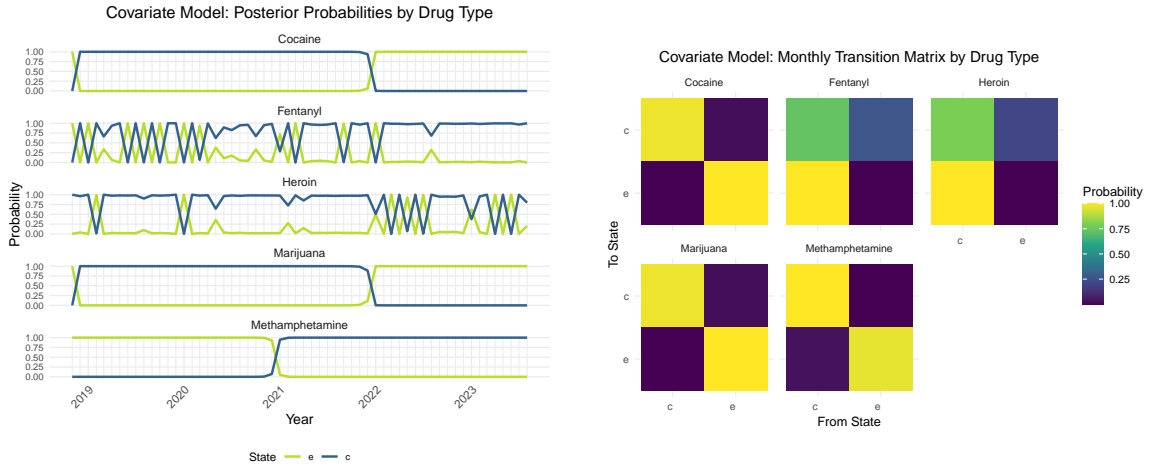 Covariate Model: Posterior Probabilities by Drug Type
Cocaine
1.00
0.75
0.50
0.25
0.00
Fentanyl
1.00
0.75
0.50
0.25
0.00
Heroin
1.00
0.75
0.50
0.25
0.00
Marijuana
1.00
0.75
0.50
0.25
0.00
Methamphetamine
1.00
0.75
0.50
0.25
0.00
Probability
2019
2020
2021
2022
2023
Year
State e c
Covariate Model: Monthly Transition Matrix by Drug Type
Cocaine Fentanyl Heroin
c
e
c e
Marijuana Methamphetamine
c
e
c e c e
To State
From State
Probability
1.00
0.75
0.50
0.25